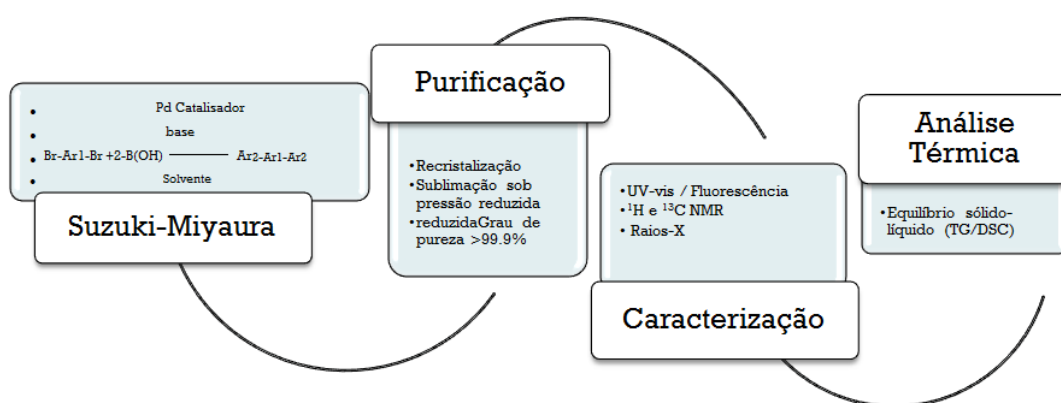 • Pd Catalisador
• base
• Br-Ar1-Br +2-B(OH) ——— Ar2-Ar1-Ar2
• Solvente
Suzuki-Miyaura
Purificação
•Recristalização
•Sublimação sob
pressão reduzida
•reduzidaGrau de
pureza >99.9%
•UV-vis / Fluorescência
•¹H e ¹³C NMR
• Raios-X
Caracterização
Análise
Térmica
•Equilíbrio sólido-
líquido (TG/DSC)